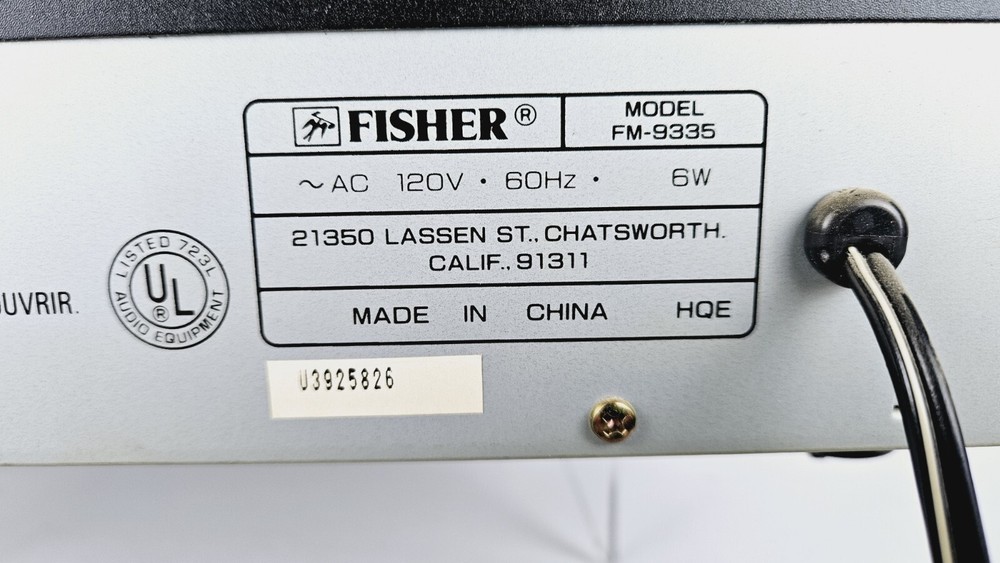 FISHER®
MODEL
FM-9335
~ AC 120V · 60Hz · 6W
21350 LASSEN ST., CHATSWORTH.
CALIF., 91311
MADE IN CHINA HQE
LISTED 723L
UL®
AUDIO EQUIPMENT
OUVRIR.
U3925826